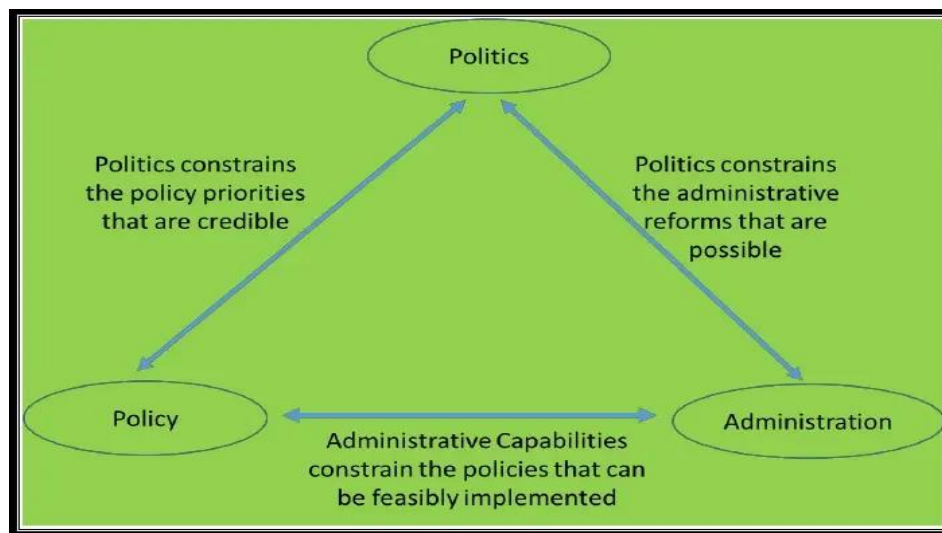 Politics
Politics constrains
the policy priorities
that are credible
Politics constrains
the administrative
reforms that are
possible
Policy
Administration
Administrative Capabilities
constrain the policies that can
be feasibly implemented